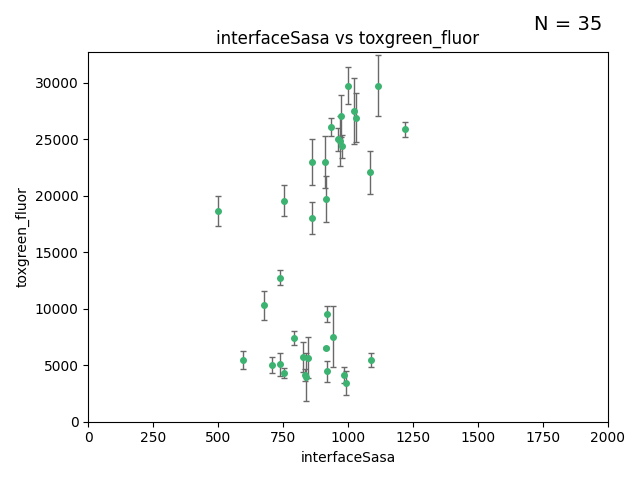 N = 35
interfaceSasa vs toxgreen_fluor
toxgreen_fluor
30000
25000
20000
15000
10000
5000
0
0 250 500 750 1000 1250 1500 1750 2000
interfaceSasa